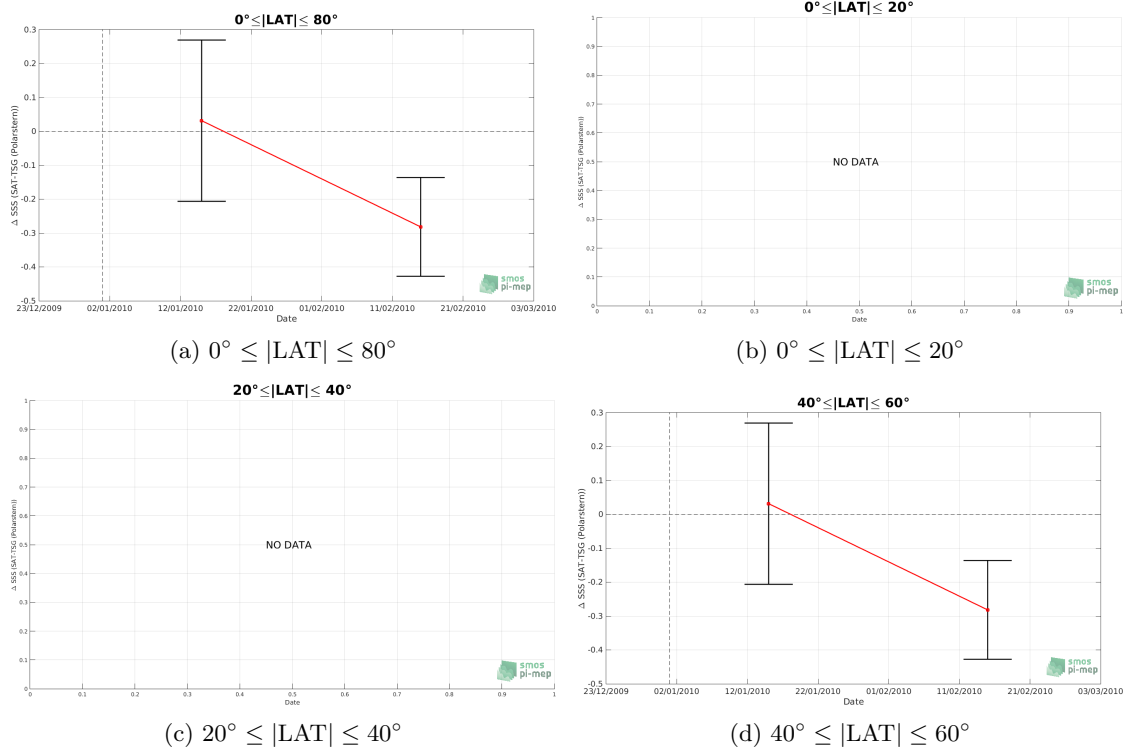 0°≤|LAT|≤ 80°
0.3
0.2
0.1
0
-0.1
-0.2
-0.3
-0.4
-0.5
Δ SSS (SAT-TSG (Polarstern))
23/12/2009 02/01/2010 12/01/2010 22/01/2010 01/02/2010 11/02/2010 21/02/2010 03/03/2010
Date
smos
pi-mep
(a) 0° ≤ |LAT| ≤ 80°
0°≤|LAT|≤ 20°
1
0.9
0.8
0.7
0.6
0.5
0.4
0.3
0.2
0.1
0
Δ SSS (SAT-TSG (Polarstern))
NO DATA
0 0.1 0.2 0.3 0.4 0.5 0.6 0.7 0.8 0.9 1
Date
smos
pi-mep
(b) 0° ≤ |LAT| ≤ 20°
20°≤|LAT|≤ 40°
1
0.9
0.8
0.7
0.6
0.5
0.4
0.3
0.2
0.1
0
Δ SSS (SAT-TSG (Polarstern))
NO DATA
0 0.1 0.2 0.3 0.4 0.5 0.6 0.7 0.8 0.9 1
Date
smos
pi-mep
(c) 20° ≤ |LAT| ≤ 40°
40°≤|LAT|≤ 60°
0.3
0.2
0.1
0
-0.1
-0.2
-0.3
-0.4
-0.5
Δ SSS (SAT-TSG (Polarstern))
23/12/2009 02/01/2010 12/01/2010 22/01/2010 01/02/2010 11/02/2010 21/02/2010 03/03/2010
Date
smos
pi-mep
(d) 40° ≤ |LAT| ≤ 60°